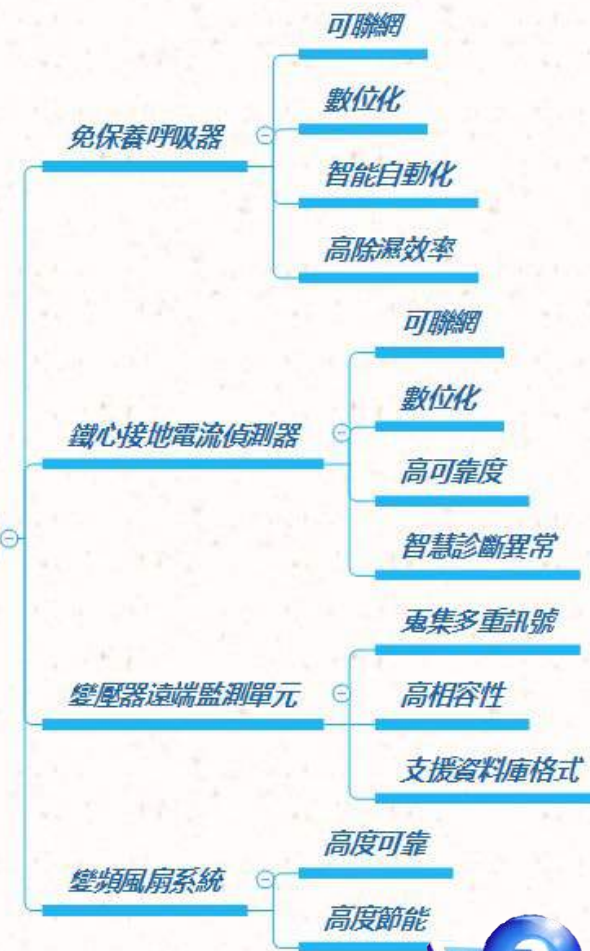 可聯網
數位化
免保養呼吸器
智能自動化
高除濕效率
可聯網
數位化
鐵心接地電流偵測器
高可靠度
智慧診斷異常
蒐集多重訊號
變壓器遠端監測單元
高相容性
支援資料庫格式
高度可靠
變頻風扇系統
高度節能